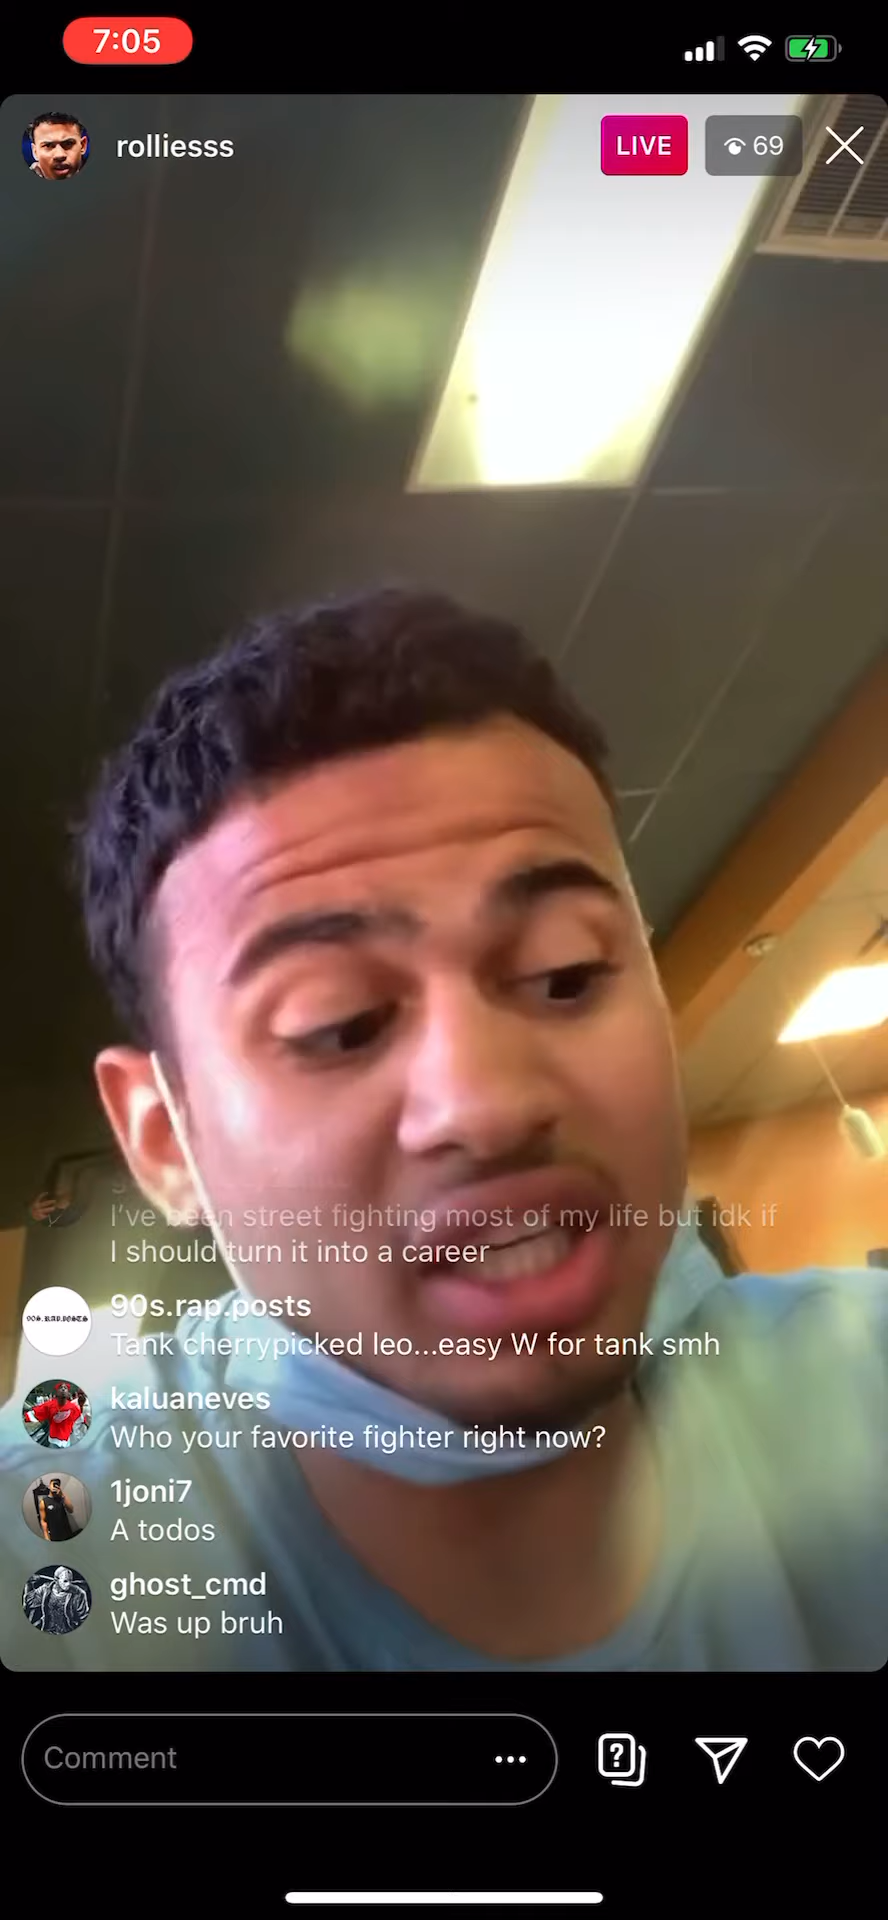 7:05
rolliesss
LIVE
69
I've been street fighting most of my life but idk if
I should turn it into a career
90s.rap.posts
Tank cherrypicked leo...easy W for tank smh
kaluaneves
Who your favorite fighter right now?
1joni7
A todos
ghost_cmd
Was up bruh
Comment